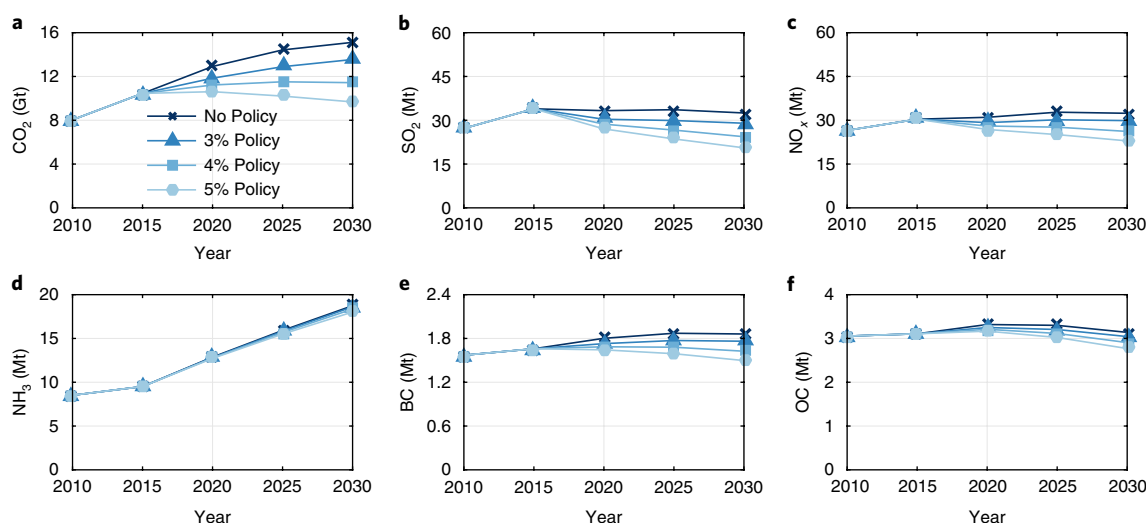 a
16
12
8
4
0
CO₂ (Gt)
No Policy
3% Policy
4% Policy
5% Policy
2010 2015 2020 2025 2030
Year
b
60
45
30
15
0
SO₂ (Mt)
2010 2015 2020 2025 2030
Year
c
60
45
30
15
0
NOₓ (Mt)
2010 2015 2020 2025 2030
Year
d
20
15
10
5
0
NH₃ (Mt)
2010 2015 2020 2025 2030
Year
e
2.4
1.8
1.2
0.6
0
BC (Mt)
2010 2015 2020 2025 2030
Year
f
4
3
2
1
0
OC (Mt)
2010 2015 2020 2025 2030
Year